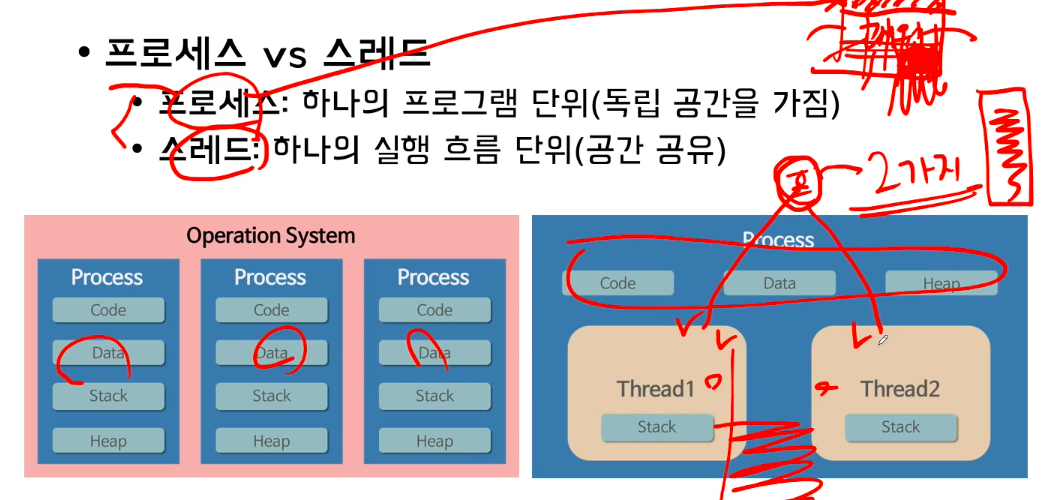 • 프로세스 vs 스레드
• 프로세스: 하나의 프로그램 단위(독립 공간을 가짐)
• 스레드: 하나의 실행 흐름 단위(공간 공유)
2가지
Operation System
Process Process Process
Code Code Code
Data Data Data
Stack Stack Stack
Heap Heap Heap
Process
Code Data Heap
Thread1 Thread2
Stack Stack